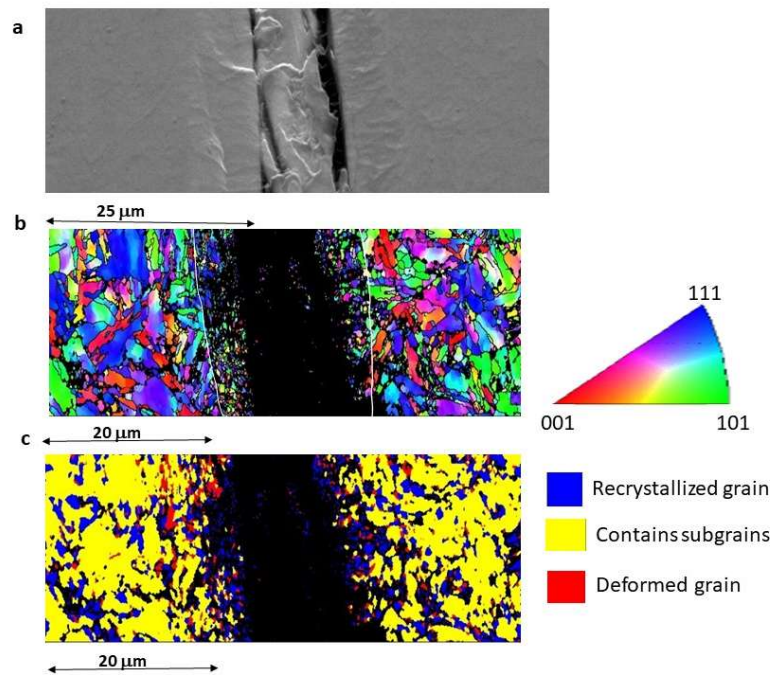 a
25 μm
b
111
001
101
20 μm
c
Recrystallized grain
Contains subgrains
Deformed grain
20 μm